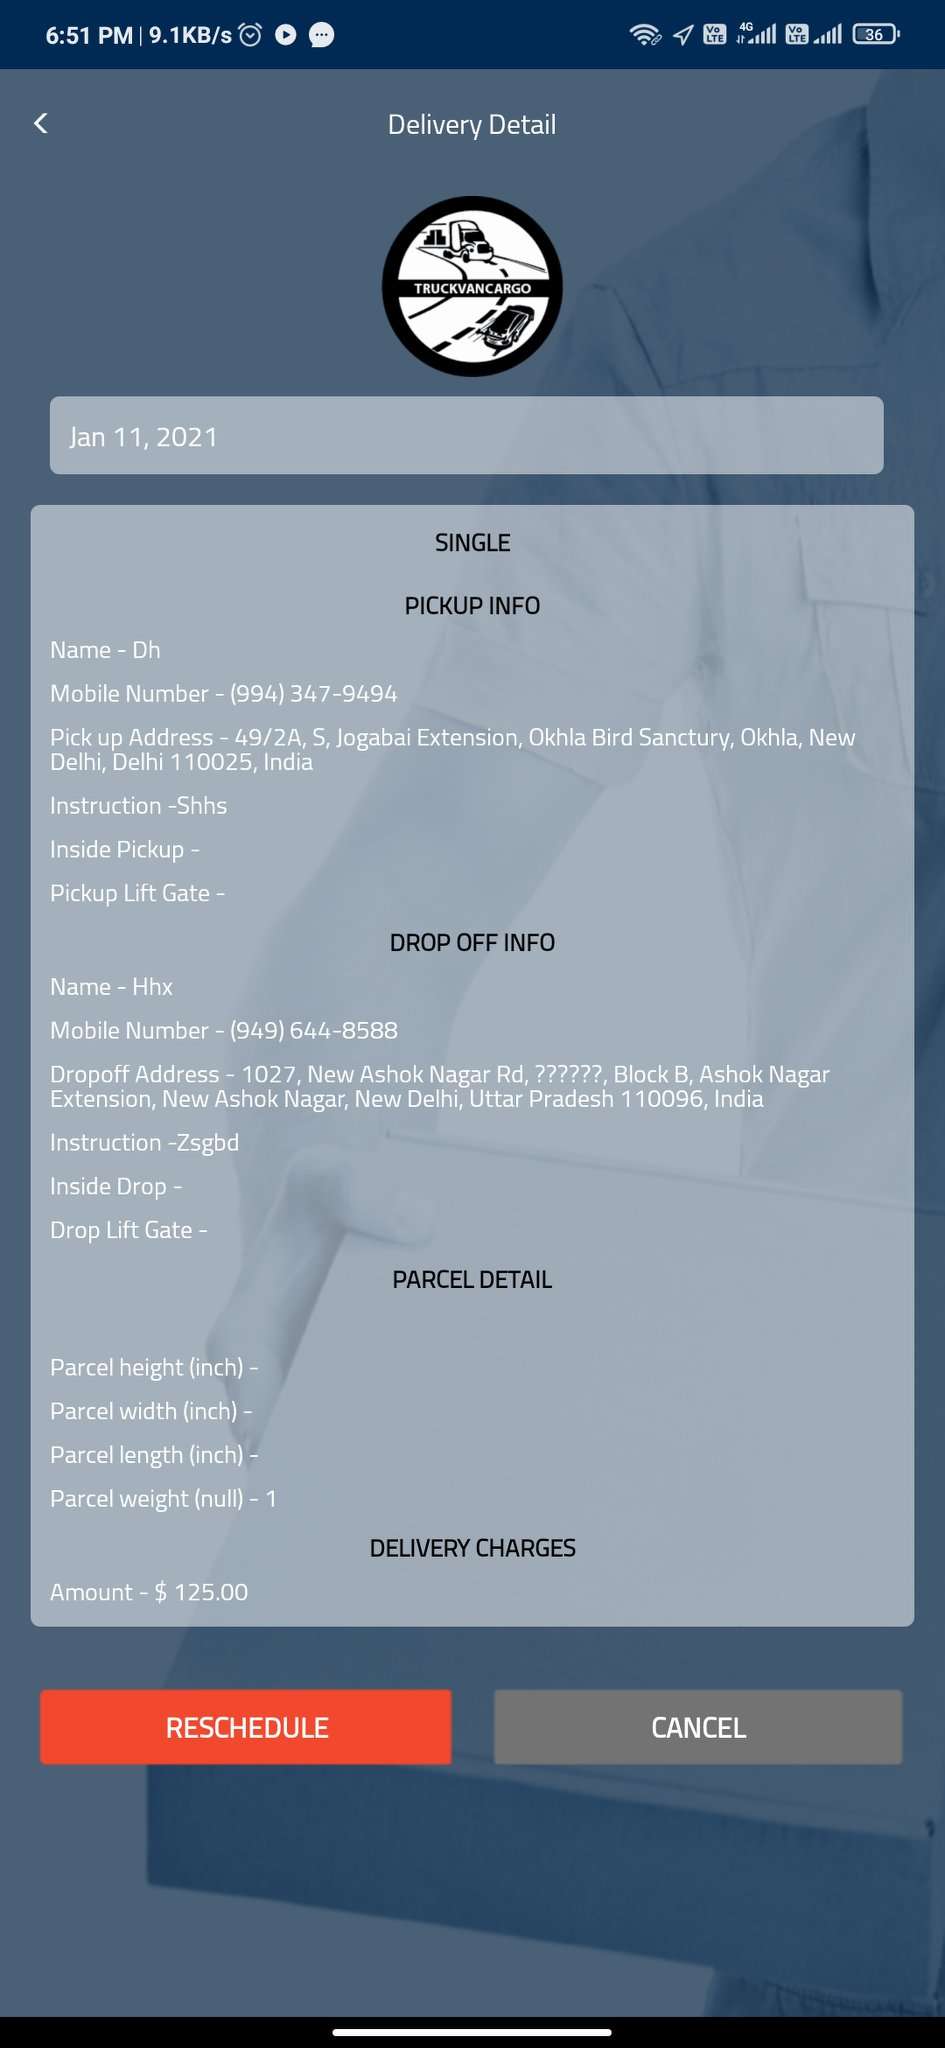 6:51 PM | 9.1KB/s
Vo LTE 4G Vo LTE 36
Delivery Detail
TRUCKVANCARGO
Jan 11, 2021
SINGLE
PICKUP INFO
Name - Dh
Mobile Number - (994) 347-9494
Pick up Address - 49/2A, S, Jogabai Extension, Okhla Bird Sanctury, Okhla, New
Delhi, Delhi 110025, India
Instruction -Shhs
Inside Pickup -
Pickup Lift Gate -
DROP OFF INFO
Name - Hhx
Mobile Number - (949) 644-8588
Dropoff Address - 1027, New Ashok Nagar Rd, ??????, Block B, Ashok Nagar
Extension, New Ashok Nagar, New Delhi, Uttar Pradesh 110096, India
Instruction -Zsgbd
Inside Drop -
Drop Lift Gate -
PARCEL DETAIL
Parcel height (inch) -
Parcel width (inch) -
Parcel length (inch) -
Parcel weight (null) - 1
DELIVERY CHARGES
Amount - $ 125.00
RESCHEDULE
CANCEL